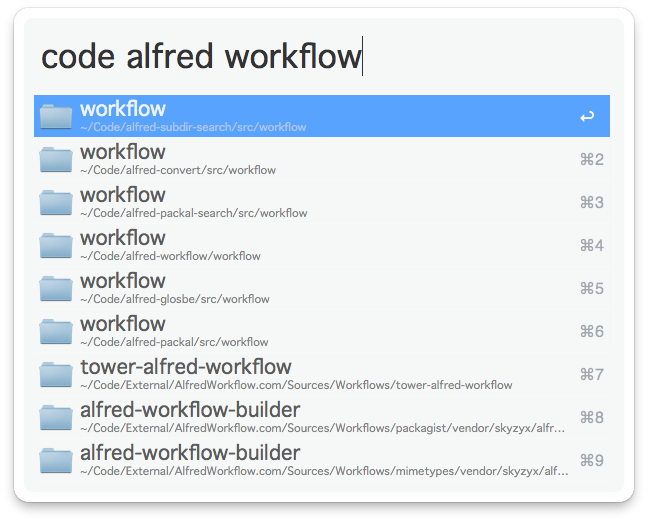 code alfred workflow
workflow
~/Code/alfred-subdir-search/src/workflow
↩
workflow
~/Code/alfred-convert/src/workflow
⌘2
workflow
~/Code/alfred-packal-search/src/workflow
⌘3
workflow
~/Code/alfred-workflow/workflow
⌘4
workflow
~/Code/alfred-glosbe/src/workflow
⌘5
workflow
~/Code/alfred-packal/src/workflow
⌘6
tower-alfred-workflow
~/Code/External/AlfredWorkflow.com/Sources/Workflows/tower-alfred-workflow
⌘7
alfred-workflow-builder
~/Code/External/AlfredWorkflow.com/Sources/Workflows/packagist/vendor/skyzyx/alfr…
⌘8
alfred-workflow-builder
~/Code/External/AlfredWorkflow.com/Sources/Workflows/mimetypes/vendor/skyzyx/alf…
⌘9